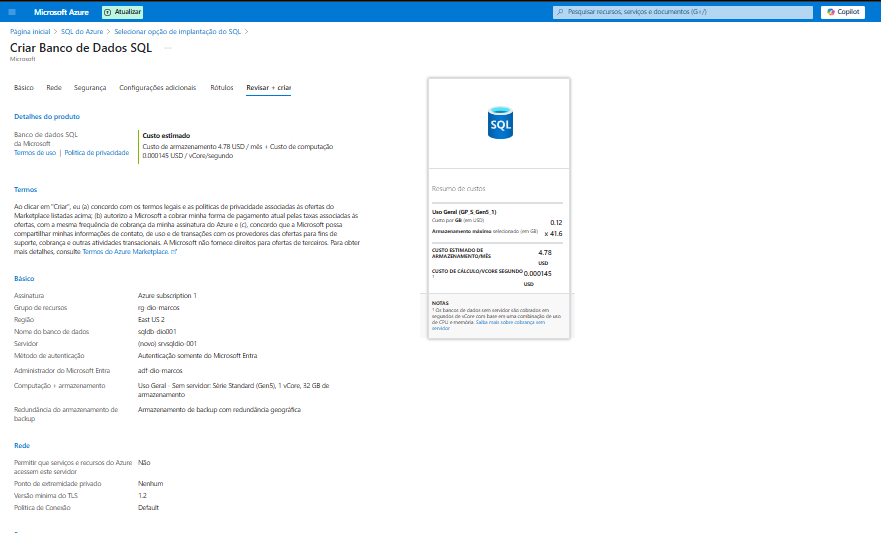 Microsoft Azure
Atualizar
Pesquisar recursos, serviços e documentos (G+/)
Copilot
Página inicial > SQL do Azure > Selecionar opção de implantação do SQL >
Criar Banco de Dados SQL ...
Microsoft
Básico Rede Segurança Configurações adicionais Rótulos Revisar + criar
Detalhes do produto
Banco de dados SQL
da Microsoft
Termos de uso | Política de privacidade
Custo estimado
Custo de armazenamento 4.78 USD / mês + Custo de computação
0.000145 USD / vCore/segundo
Termos
Ao clicar em "Criar", eu (a) concordo com os termos legais e as políticas de privacidade associadas às ofertas do
Marketplace listadas acima; (b) autorizo a Microsoft a cobrar minha forma de pagamento atual pelas taxas associadas às
ofertas, com a mesma frequência de cobrança da minha assinatura do Azure e (c), concordo que a Microsoft possa
compartilhar minhas informações de contato, de uso e de transações com os provedores das ofertas para fins de
suporte, cobrança e outras atividades transacionais. A Microsoft não fornece direitos para ofertas de terceiros. Para obter
mais detalhes, consulte Termos do Azure Marketplace.
Básico
Assinatura Azure subscription 1
Grupo de recursos rg-dio-marcos
Região East US 2
Nome do banco de dados sqldb-dio001
Servidor (novo) srvsqldio-001
Método de autenticação Autenticação somente do Microsoft Entra
Administrador do Microsoft Entra adf-dio-marcos
Computação + armazenamento Uso Geral - Sem servidor: Série Standard (Gen5), 1 vCore, 32 GB de
armazenamento
Redundância do armazenamento de Armazenamento de backup com redundância geográfica
backup
Rede
Permitir que serviços e recursos do Azure Não
acessem este servidor
Ponto de extremidade privado Nenhum
Versão mínima do TLS 1.2
Política de Conexão Default
SQL
Resumo de custos
Uso Geral (GP_S_Gen5_1)
Custo por GB (em USD) 0.12
Armazenamento máximo selecionado (em GB) x 41.6
CUSTO ESTIMADO DE 4.78
ARMAZENAMENTO/MÊS
USD
CUSTO DE CÁLCULO/VCORE SEGUNDO 0.000145
1
USD
NOTAS
1 Os bancos de dados sem servidor são cobrados em
segundos de vCore com base em uma combinação de uso
de CPU e memória. Saiba mais sobre cobrança sem
servidor